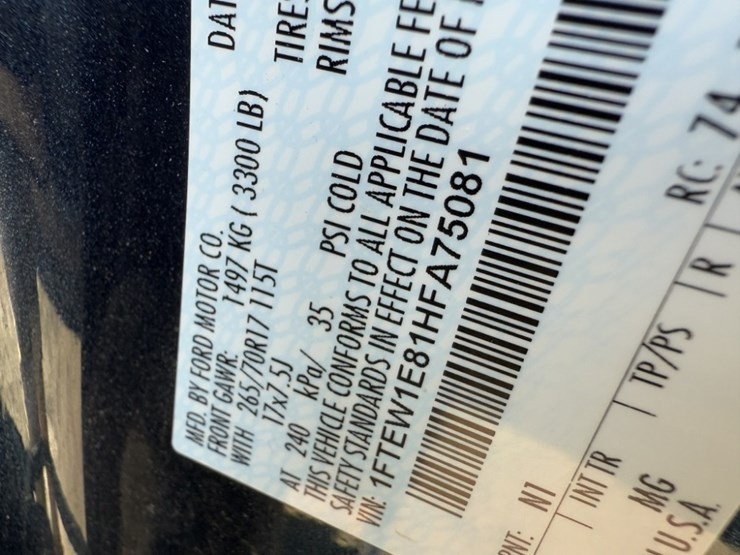 MFD. BY FORD MOTOR CO.
FRONT GAWR: 1497 KG ( 3300 LB)
WITH 265/70R17 115T
17x7.5J
AT 240 kPa/ 35 PSI COLD
DAT
TIRE
RIMS
THIS VEHICLE CONFORMS TO ALL APPLICABLE FE
SAFETY STANDARDS IN EFFECT ON THE DATE OF
VIN: 1FTEW1E81HFA75081
PNT: N1
RC: 74
INT TR TP/PS R
MG
U.S.A.